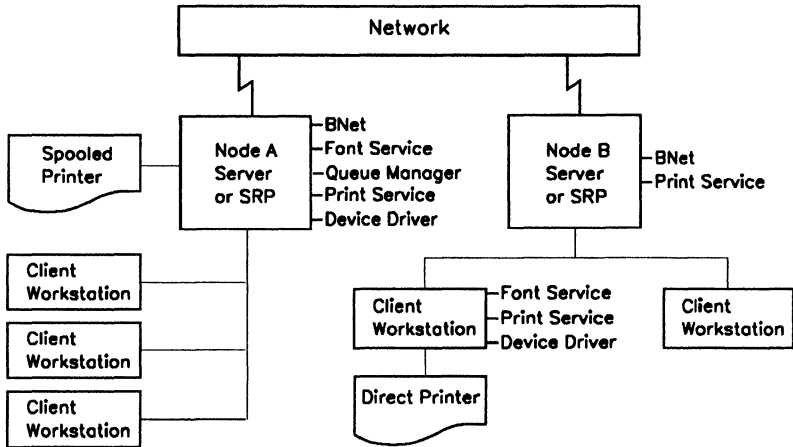 Network
Spooled
Printer
Node A
Server
or SRP
BNet
Font Service
Queue Manager
Print Service
Device Driver
Node B
Server
or SRP
BNet
Print Service
Client
Workstation
Client
Workstation
Client
Workstation
Client
Workstation
Font Service
Print Service
Device Driver
Client
Workstation
Direct Printer